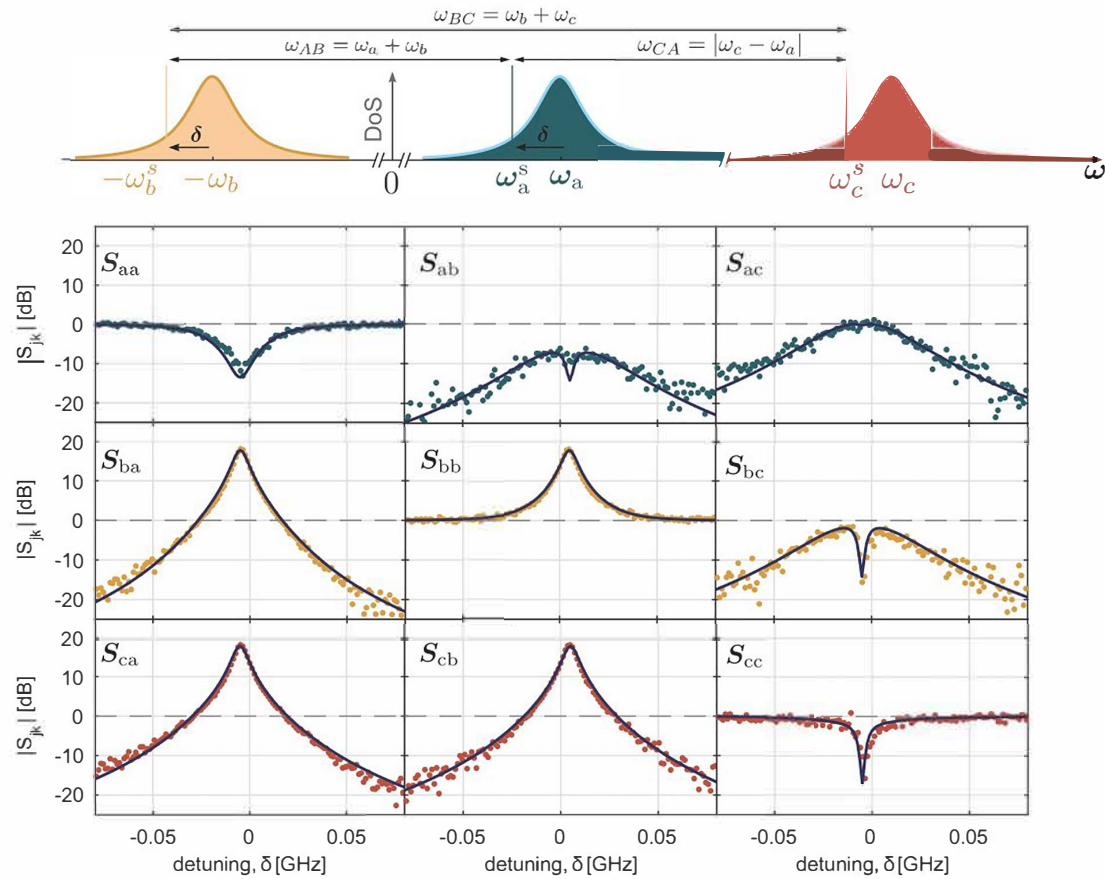 ω_BC = ω_b + ω_c
ω_AB = ω_a + ω_b
ω_CA = |ω_c − ω_a|
DoS
δ
δ
−ω_b^s −ω_b 0 ω_a^s ω_a ω_c^s ω_c ω
|S_jk| [dB]
20
10
0
-10
-20
S_aa S_ab S_ac
|S_jk| [dB]
20
10
0
-10
-20
S_ba S_bb S_bc
|S_jk| [dB]
20
10
0
-10
-20
S_ca S_cb S_cc
-0.05 0 0.05 -0.05 0 0.05 -0.05 0 0.05
detuning, δ [GHz] detuning, δ [GHz] detuning, δ [GHz]